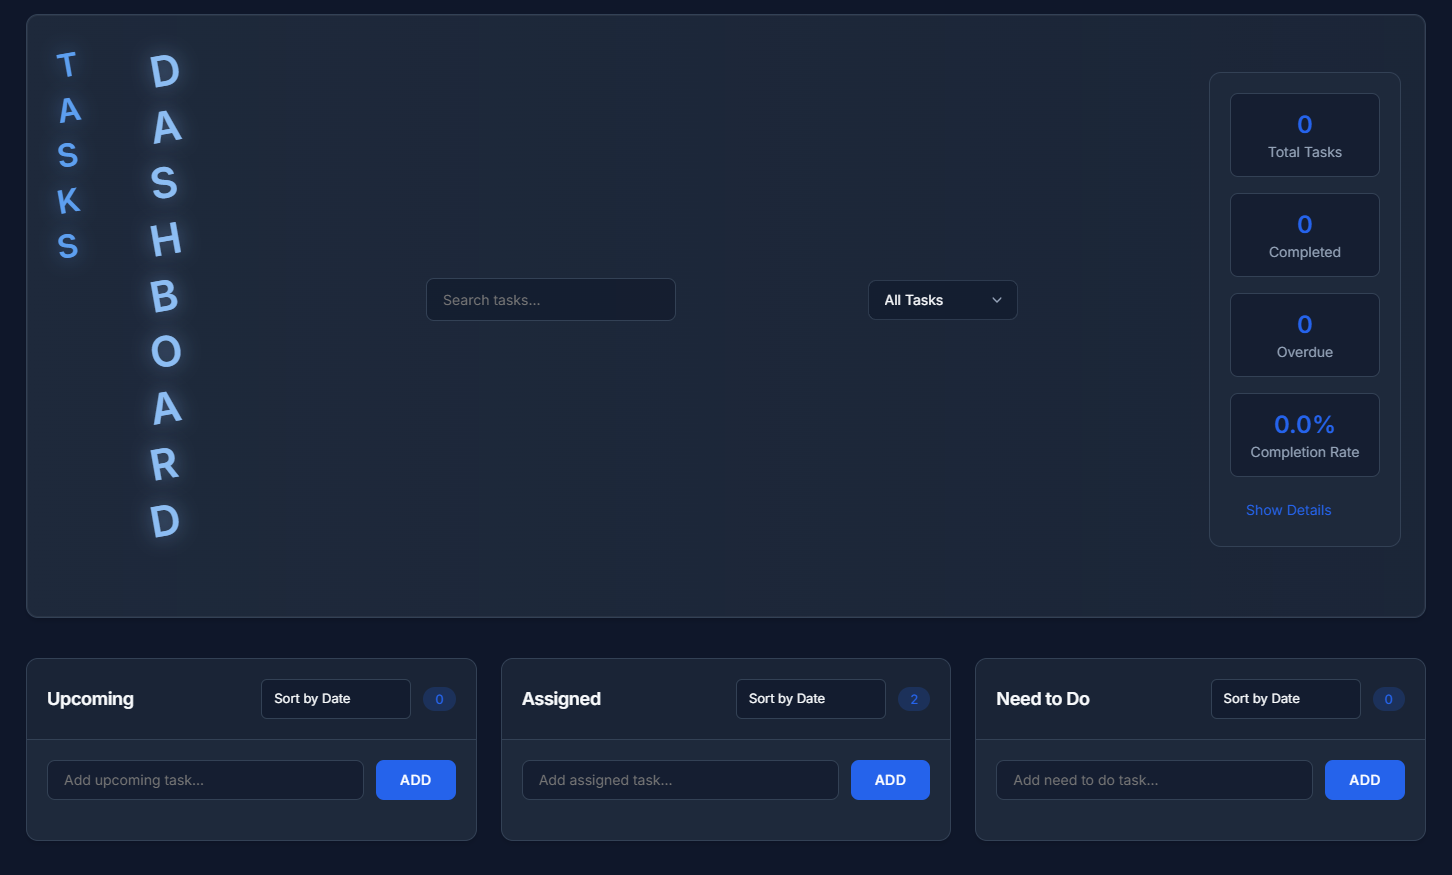 TASKS
DASHBOARD
Search tasks...
All Tasks
0
Total Tasks
0
Completed
0
Overdue
0.0%
Completion Rate
Show Details
Upcoming
Sort by Date
0
Add upcoming task...
ADD
Assigned
Sort by Date
2
Add assigned task...
ADD
Need to Do
Sort by Date
0
Add need to do task...
ADD